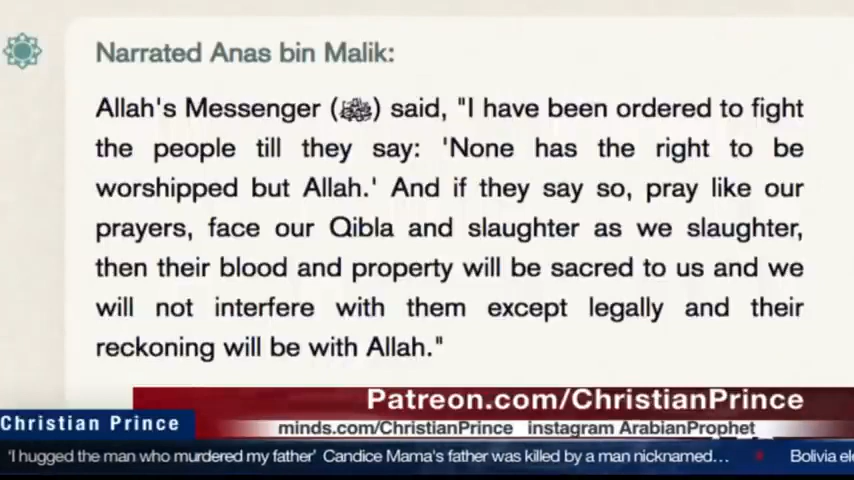 Narrated Anas bin Malik:
Allah's Messenger (ﷺ) said, "I have been ordered to fight
the people till they say: 'None has the right to be
worshipped but Allah.' And if they say so, pray like our
prayers, face our Qibla and slaughter as we slaughter,
then their blood and property will be sacred to us and we
will not interfere with them except legally and their
reckoning will be with Allah."
Patreon.com/ChristianPrince
Christian Prince
minds.com/ChristianPrince instagram ArabianProphet
'I hugged the man who murdered my father' Candice Mama's father was killed by a man nicknamed... Bolivia ele